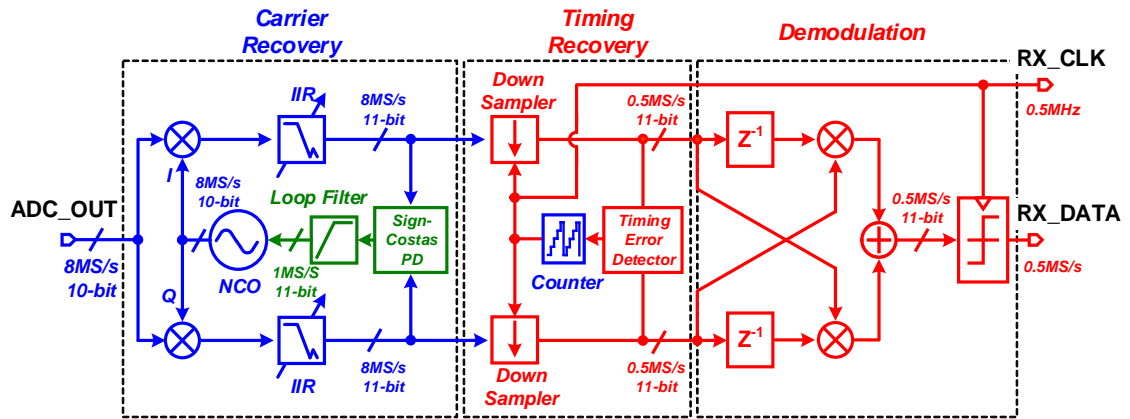 Carrier
Recovery
Timing
Recovery
Demodulation
RX_CLK
0.5MHz
IIR
8MS/s
11-bit
Down
Sampler
0.5MS/s
11-bit
Z-1
I
8MS/s
10-bit
Loop Filter
Sign-
Costas
PD
ADC_OUT
8MS/s
10-bit
NCO
1MS/S
11-bit
Counter
Timing
Error
Detector
0.5MS/s
11-bit
RX_DATA
0.5MS/s
Q
IIR
8MS/s
11-bit
Down
Sampler
0.5MS/s
11-bit
Z-1